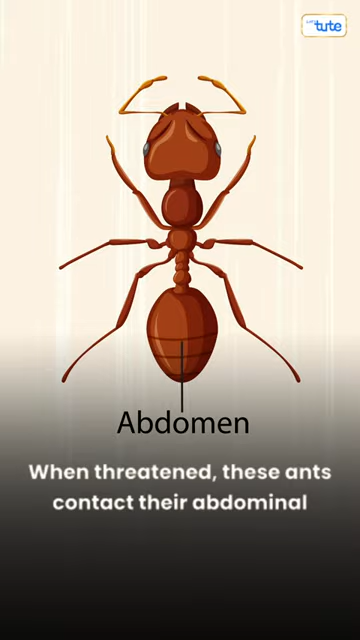 tute
Abdomen
When threatened, these ants
contact their abdominal